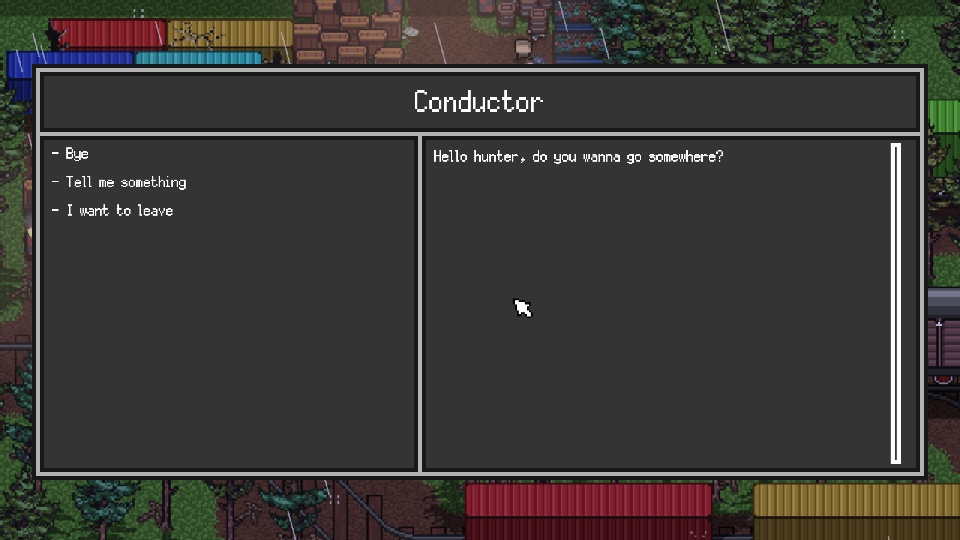 Conductor
- Bye
- Tell me something
- I want to leave
Hello hunter, do you wanna go somewhere?